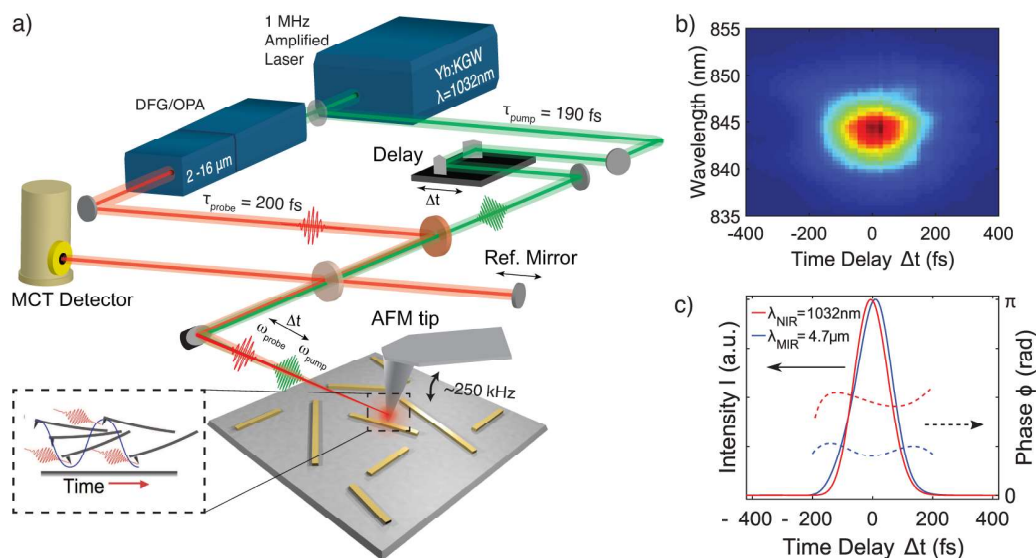 a)
1 MHz
Amplified
Laser
Yb:KGW
λ=1032nm
DFG/OPA
2 -16 µm
τpump = 190 fs
Delay
Δt
τprobe = 200 fs
MCT Detector
Ref. Mirror
Δt
ωprobe
ωpump
AFM tip
~250 kHz
Time
b)
Wavelength (nm)
855
850
845
840
835
-400 -200 0 200 400
Time Delay Δt (fs)
c)
λNIR=1032nm
λMIR=4.7µm
Intensity I (a.u.)
π
0
Phase ϕ (rad)
- - 200 0 200 400
Time Delay Δt (fs)